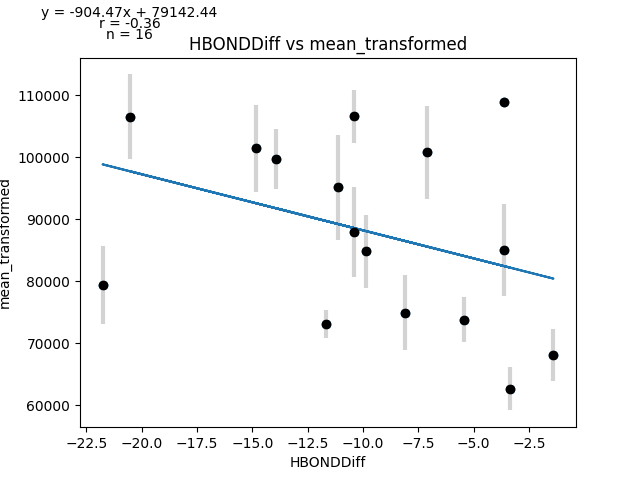 y = -904.47x + 79142.44
r = -0.36
n = 16
HBONDDiff vs mean_transformed
mean_transformed
110000
100000
90000
80000
70000
60000
−22.5 −20.0 −17.5 −15.0 −12.5 −10.0 −7.5 −5.0 −2.5
HBONDDiff